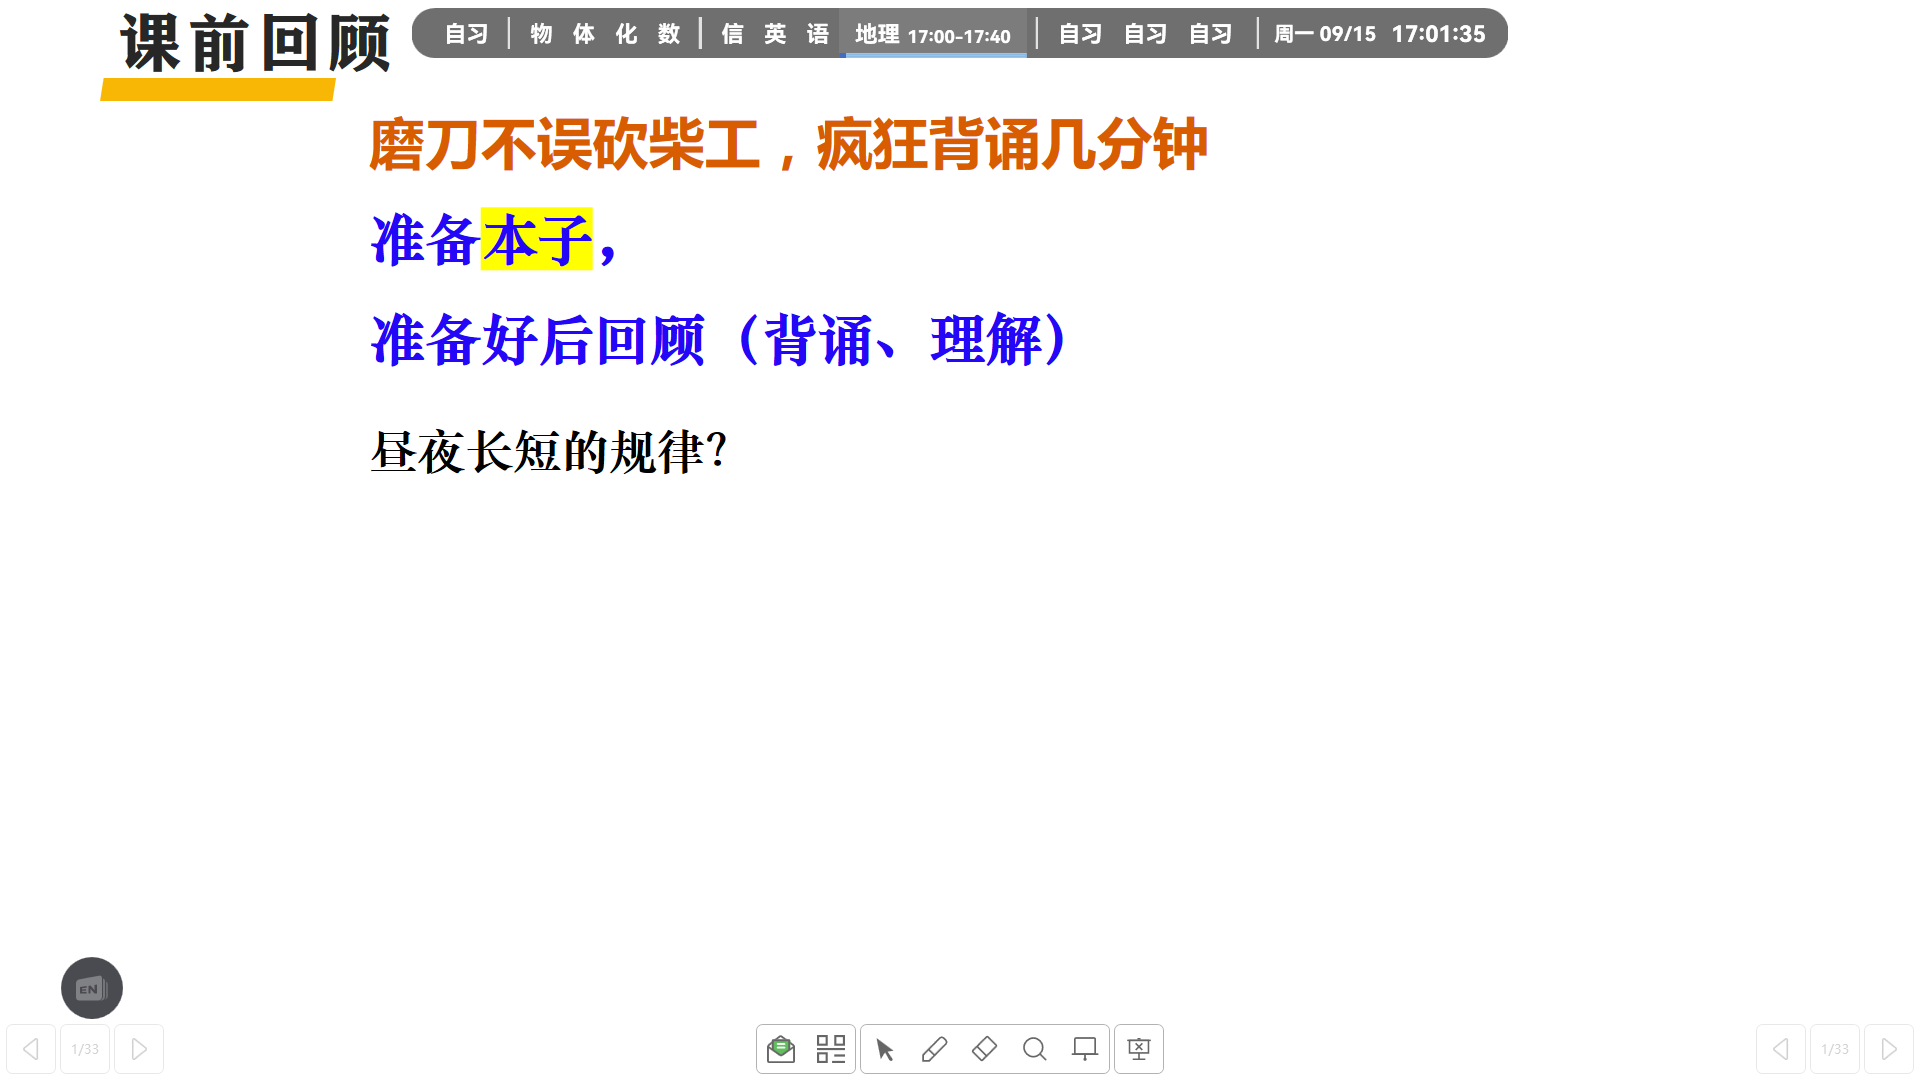 课前回顾
自习 物 体 化 数 信 英 语 地理 17:00-17:40 自习 自习 自习 周一 09/15 17:01:35
磨刀不误砍柴工，疯狂背诵几分钟
准备本子，
准备好后回顾（背诵、理解）
昼夜长短的规律？
EN
1/33
1/33